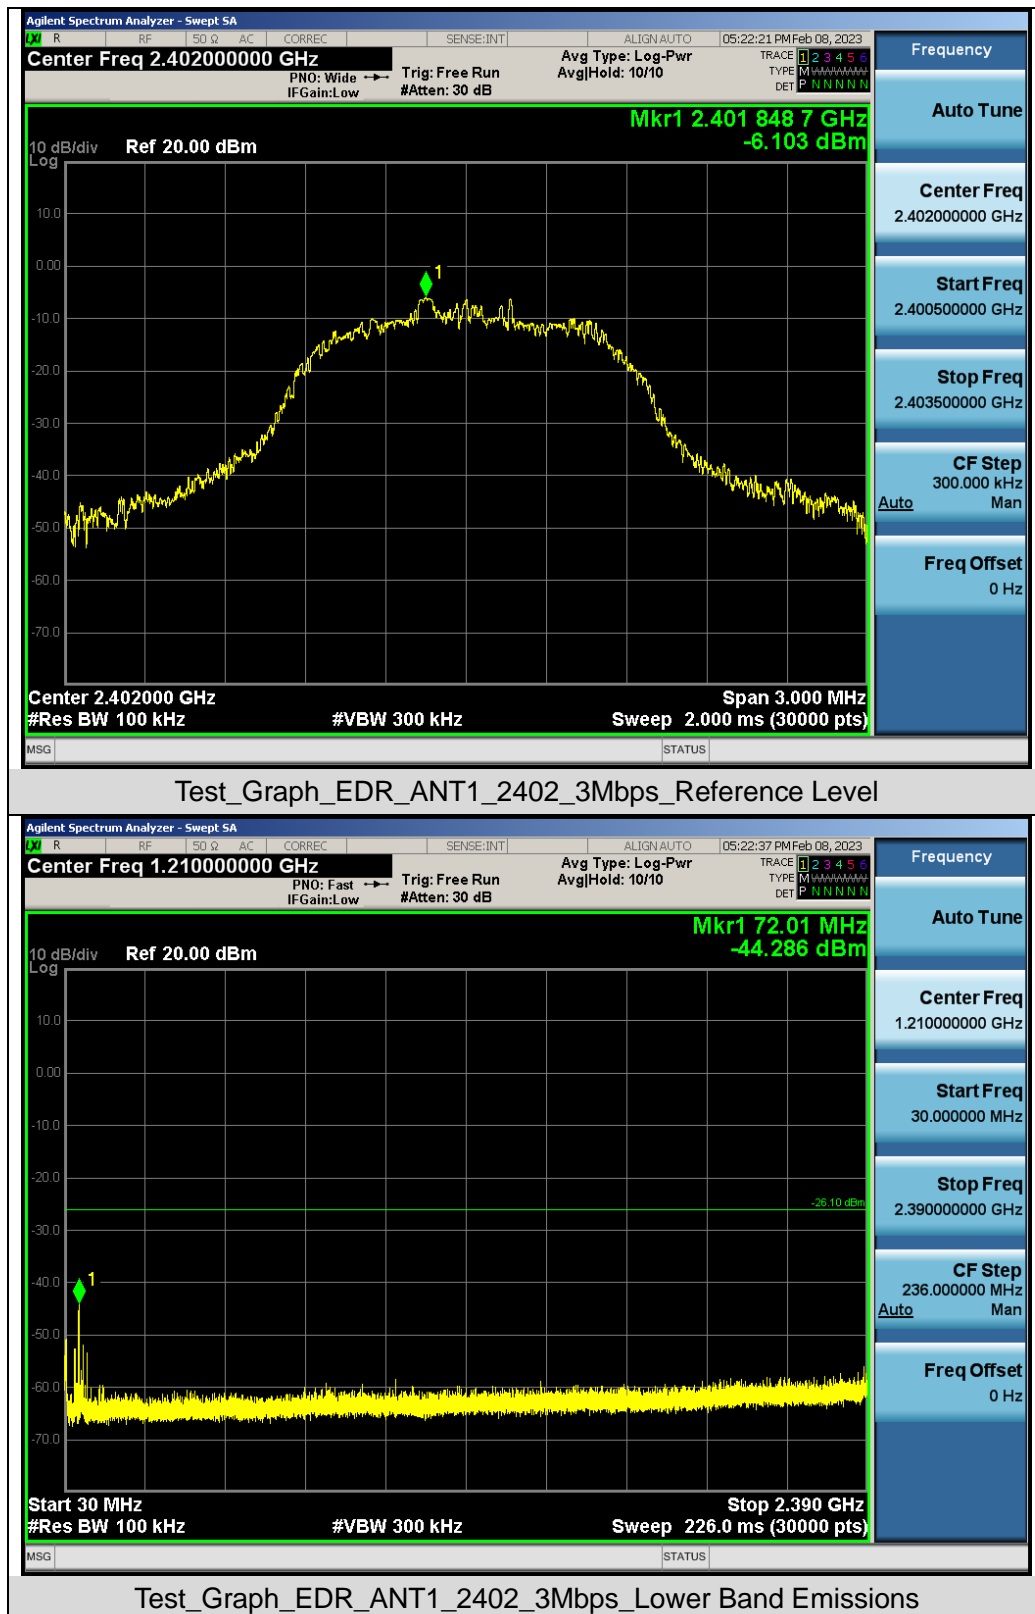 Agilent Spectrum Analyzer - Swept SA
LXI R RF 50 Ω AC CORREC SENSE:INT ALIGN AUTO 05:22:21 PM Feb 08, 2023
Center Freq 2.402000000 GHz
PNO: Wide
IFGain:Low
Trig: Free Run
#Atten: 30 dB
Avg Type: Log-Pwr
Avg|Hold: 10/10
TRACE 1 2 3 4 5 6
TYPE M WWWWW
DET P N N N N N
Mkr1 2.401 848 7 GHz
-6.103 dBm
10 dB/div Ref 20.00 dBm
Log
1
10.0
0.00
-10.0
-20.0
-30.0
-40.0
-50.0
-60.0
-70.0
Center 2.402000 GHz Span 3.000 MHz
#Res BW 100 kHz #VBW 300 kHz Sweep 2.000 ms (30000 pts)
MSG STATUS
Frequency
Auto Tune
Center Freq
2.402000000 GHz
Start Freq
2.400500000 GHz
Stop Freq
2.403500000 GHz
CF Step
300.000 kHz
Auto Man
Freq Offset
0 Hz
Test_Graph_EDR_ANT1_2402_3Mbps_Reference Level
Agilent Spectrum Analyzer - Swept SA
LXI R RF 50 Ω AC CORREC SENSE:INT ALIGN AUTO 05:22:37 PM Feb 08, 2023
Center Freq 1.210000000 GHz
PNO: Fast
IFGain:Low
Trig: Free Run
#Atten: 30 dB
Avg Type: Log-Pwr
Avg|Hold: 10/10
TRACE 1 2 3 4 5 6
TYPE M WWWWW
DET P N N N N N
Mkr1 72.01 MHz
-44.286 dBm
10 dB/div Ref 20.00 dBm
Log
10.0
0.00
-10.0
-20.0
-26.10 dBm
-30.0
-40.0
1
-50.0
-60.0
-70.0
Start 30 MHz Stop 2.390 GHz
#Res BW 100 kHz #VBW 300 kHz Sweep 226.0 ms (30000 pts)
MSG STATUS
Frequency
Auto Tune
Center Freq
1.210000000 GHz
Start Freq
30.000000 MHz
Stop Freq
2.390000000 GHz
CF Step
236.000000 MHz
Auto Man
Freq Offset
0 Hz
Test_Graph_EDR_ANT1_2402_3Mbps_Lower Band Emissions